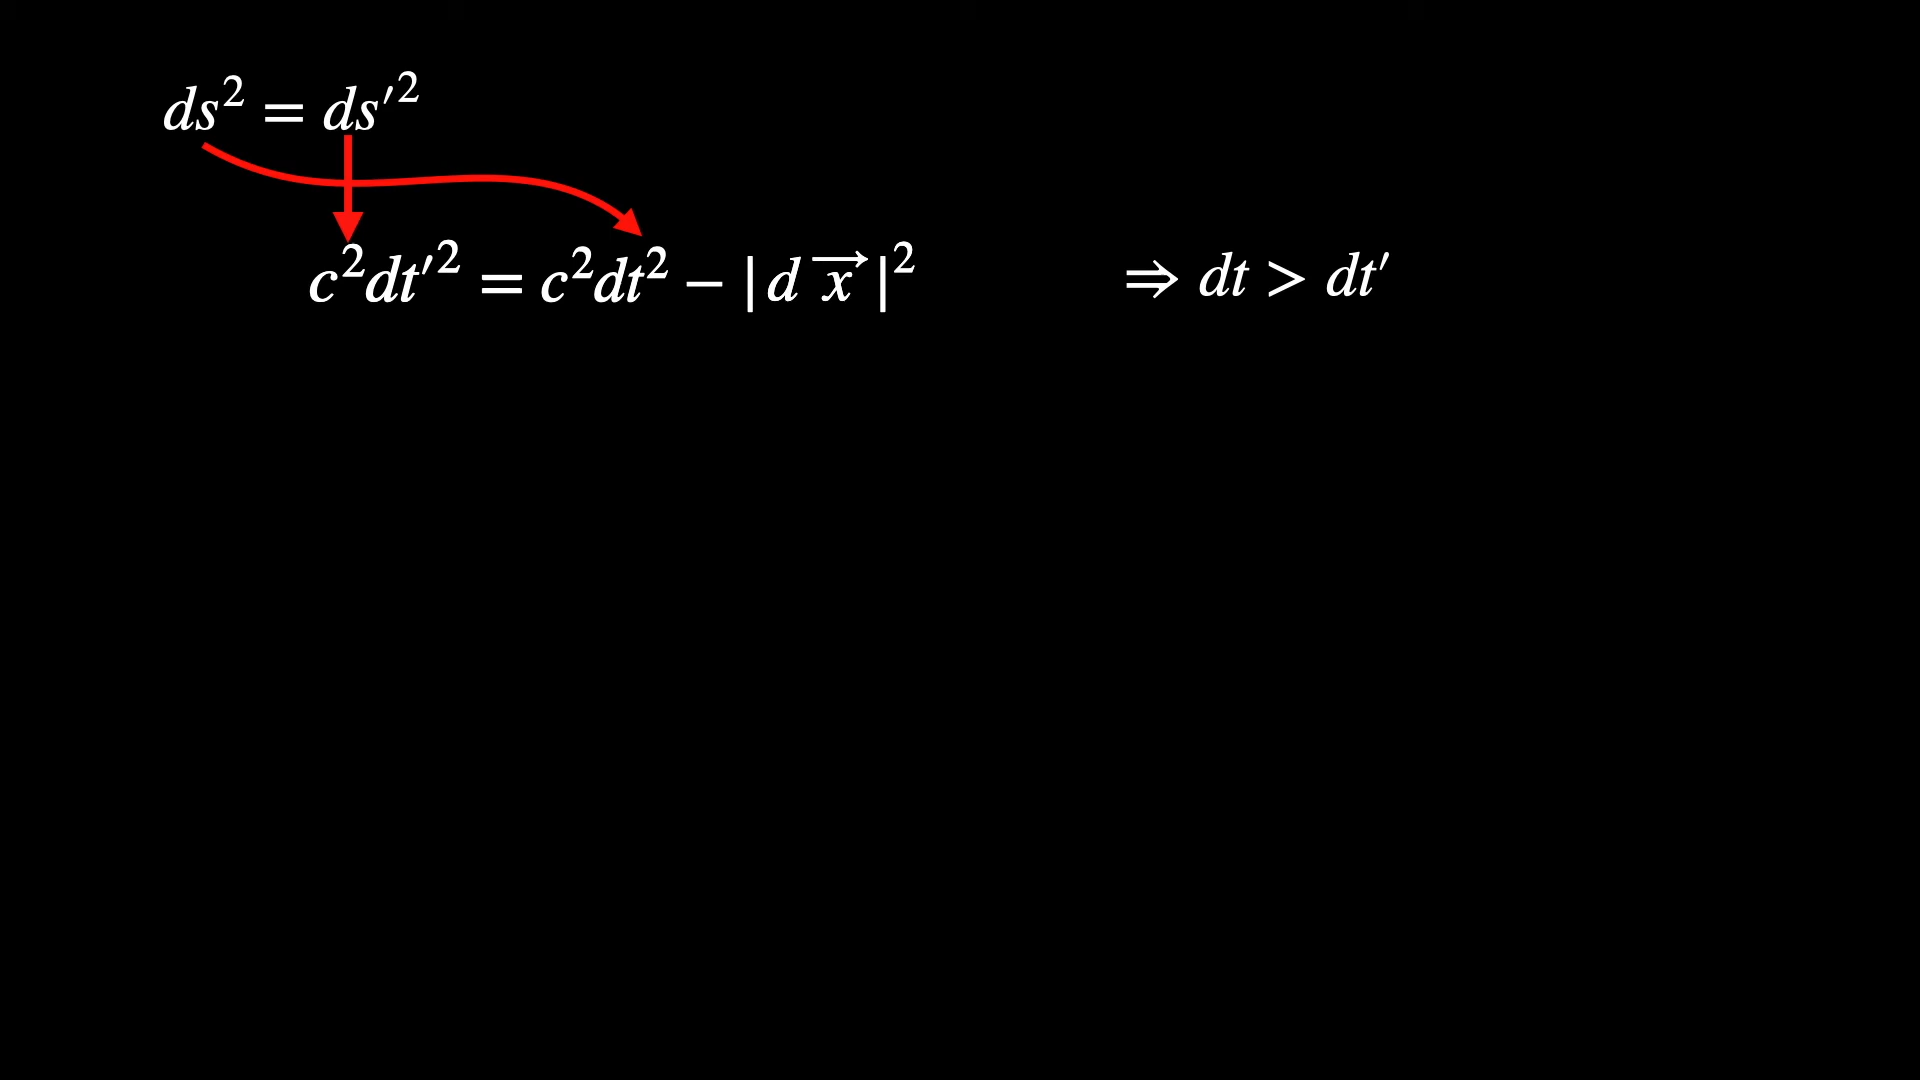 ds² = ds′²
c²dt′² = c²dt² − |d x⃗|² ⇒ dt > dt′